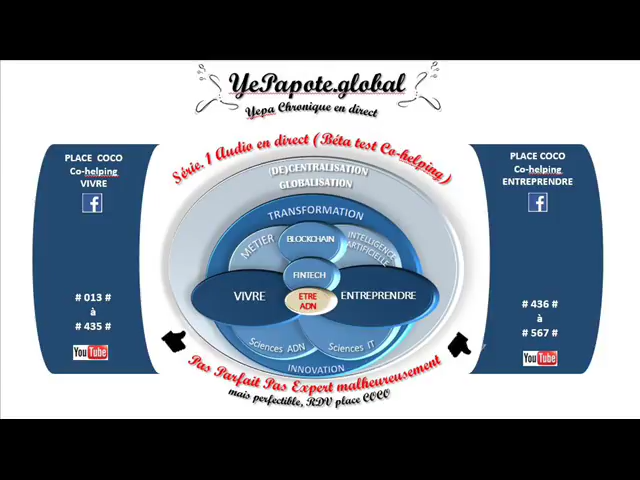 YePapote.global
Yepa Chronique en direct
Série. 1 Audio en direct (Béta test Co-helping)
PLACE COCO
Co-helping
VIVRE
f
# 013 #
à
# 435 #
YouTube
(DE)CENTRALISATION
GLOBALISATION
TRANSFORMATION
METIER
BLOCKCHAIN
INTELLIGENCE
ARTIFICIELLE
FINTECH
VIVRE
ETRE
ADN
ENTREPRENDRE
Sciences ADN
Sciences IT
INNOVATION
Pas Parfait Pas Expert malheureusement
mais perfectible, RDV place COCO
PLACE COCO
Co-helping
ENTREPRENDRE
f
# 436 #
à
# 567 #
YouTube